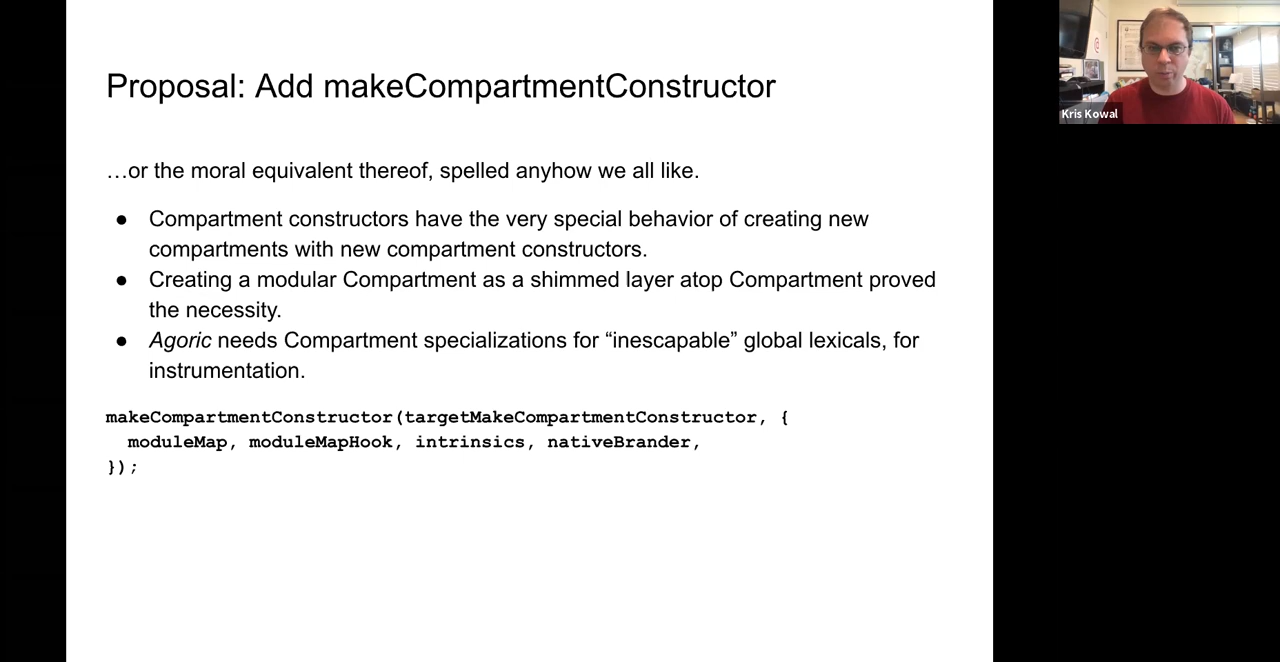 Proposal: Add makeCompartmentConstructor
…or the moral equivalent thereof, spelled anyhow we all like.
● Compartment constructors have the very special behavior of creating new
compartments with new compartment constructors.
● Creating a modular Compartment as a shimmed layer atop Compartment proved
the necessity.
● Agoric needs Compartment specializations for “inescapable” global lexicals, for
instrumentation.
makeCompartmentConstructor(targetMakeCompartmentConstructor, {
  moduleMap, moduleMapHook, intrinsics, nativeBrander,
});
Kris Kowal